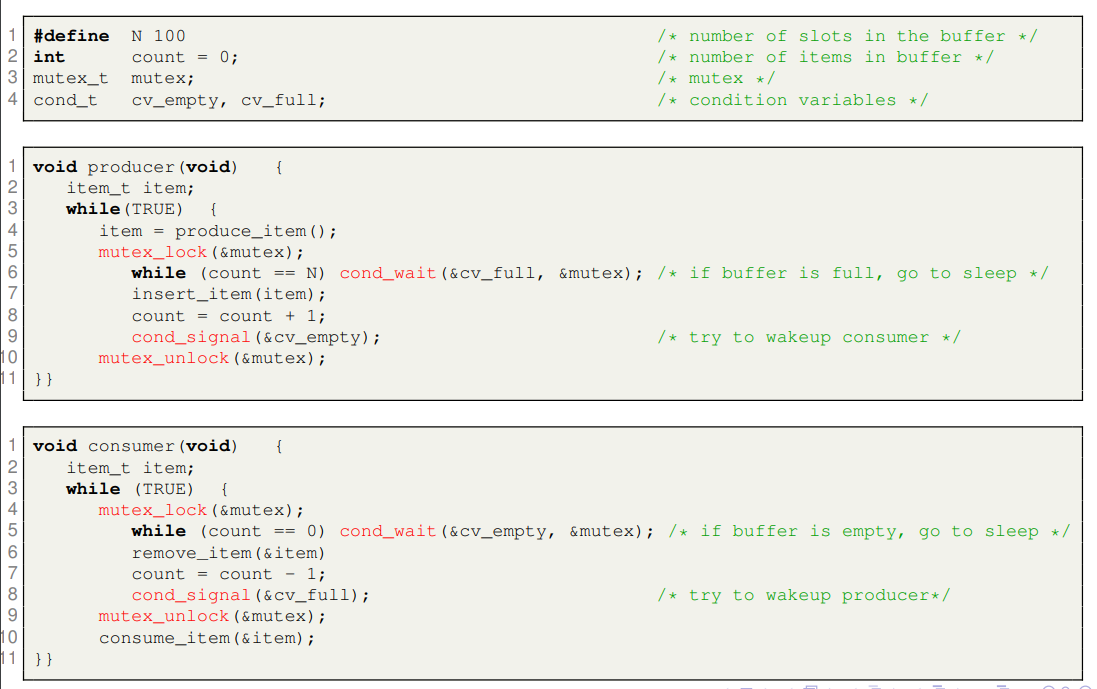 1 #define N 100 /* number of slots in the buffer */
2 int count = 0; /* number of items in buffer */
3 mutex_t mutex; /* mutex */
4 cond_t cv_empty, cv_full; /* condition variables */
1 void producer(void) {
2 item_t item;
3 while(TRUE) {
4 item = produce_item();
5 mutex_lock(&mutex);
6 while (count == N) cond_wait(&cv_full, &mutex); /* if buffer is full, go to sleep */
7 insert_item(item);
8 count = count + 1;
9 cond_signal(&cv_empty); /* try to wakeup consumer */
10 mutex_unlock(&mutex);
11 }}
1 void consumer(void) {
2 item_t item;
3 while (TRUE) {
4 mutex_lock(&mutex);
5 while (count == 0) cond_wait(&cv_empty, &mutex); /* if buffer is empty, go to sleep */
6 remove_item(&item)
7 count = count - 1;
8 cond_signal(&cv_full); /* try to wakeup producer*/
9 mutex_unlock(&mutex);
10 consume_item(&item);
11 }}